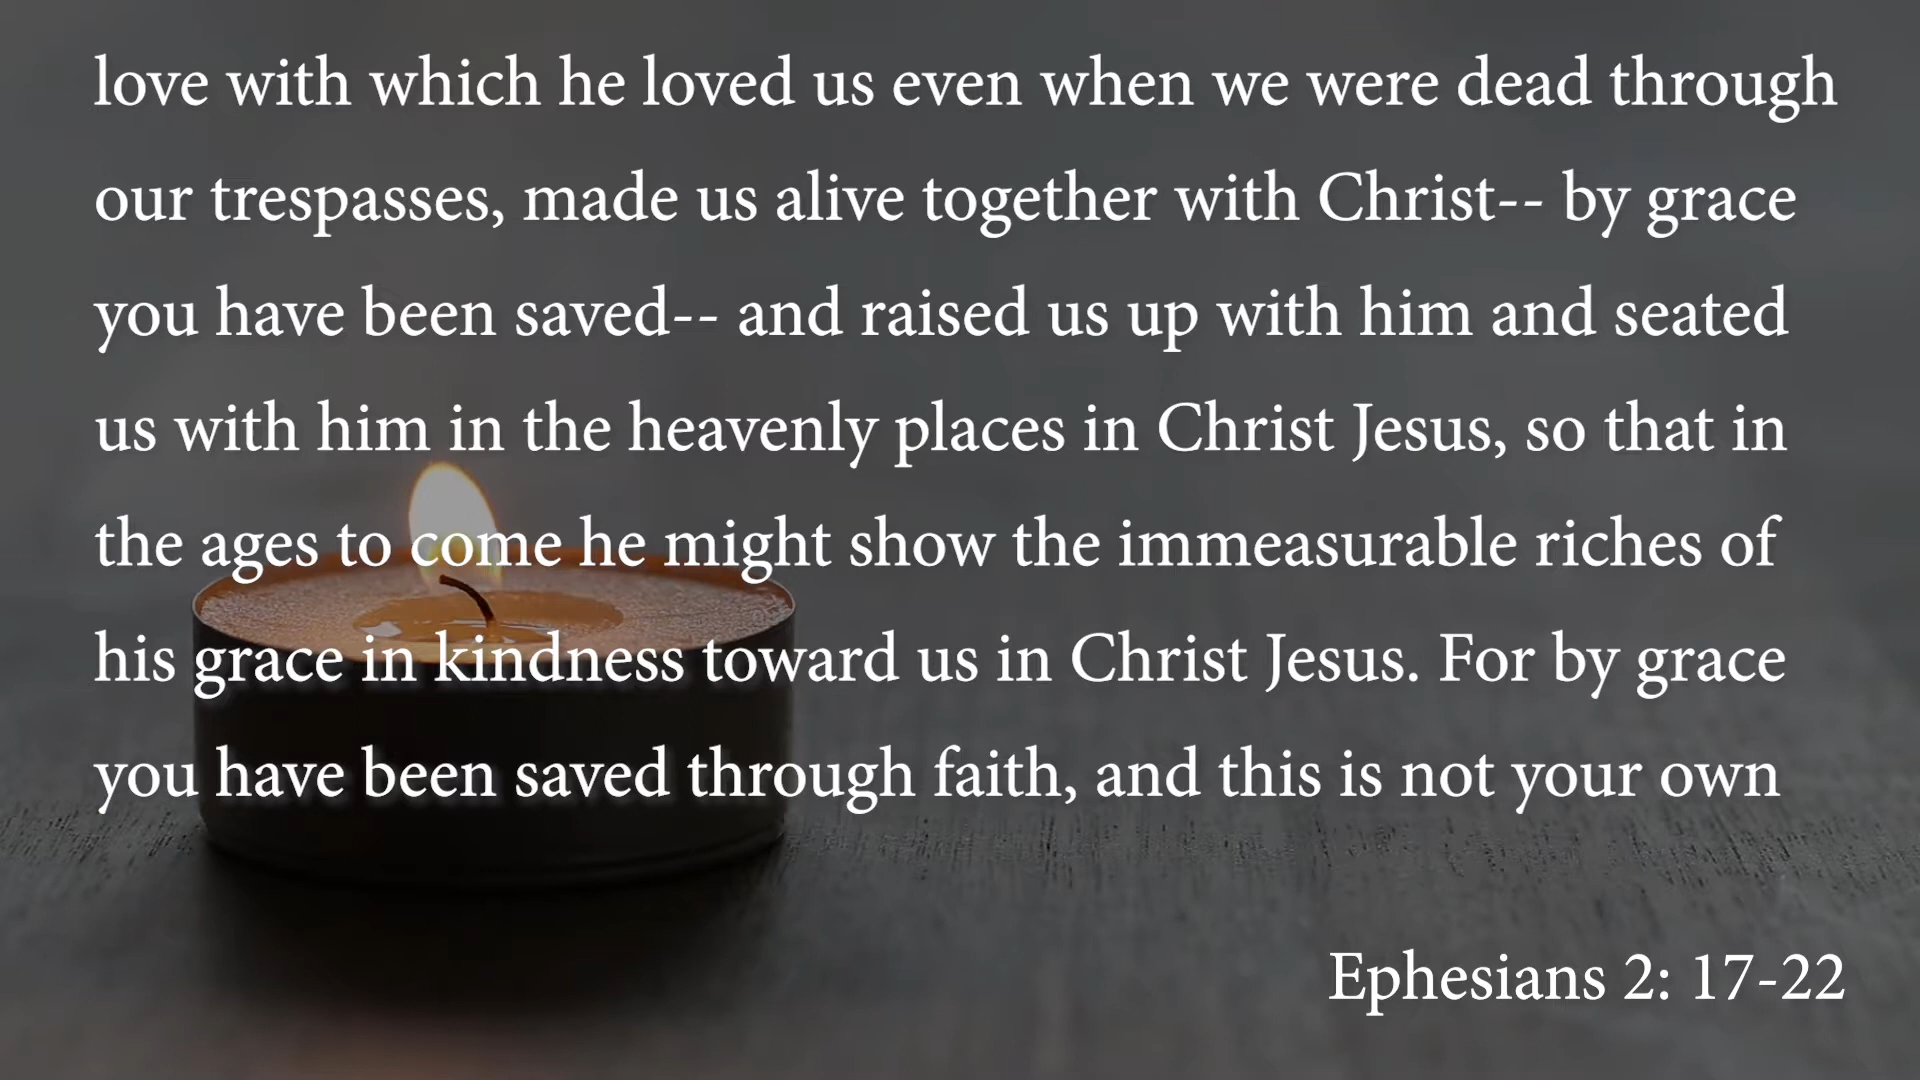 love with which he loved us even when we were dead through
our trespasses, made us alive together with Christ-- by grace
you have been saved-- and raised us up with him and seated
us with him in the heavenly places in Christ Jesus, so that in
the ages to come he might show the immeasurable riches of
his grace in kindness toward us in Christ Jesus. For by grace
you have been saved through faith, and this is not your own
Ephesians 2: 17-22